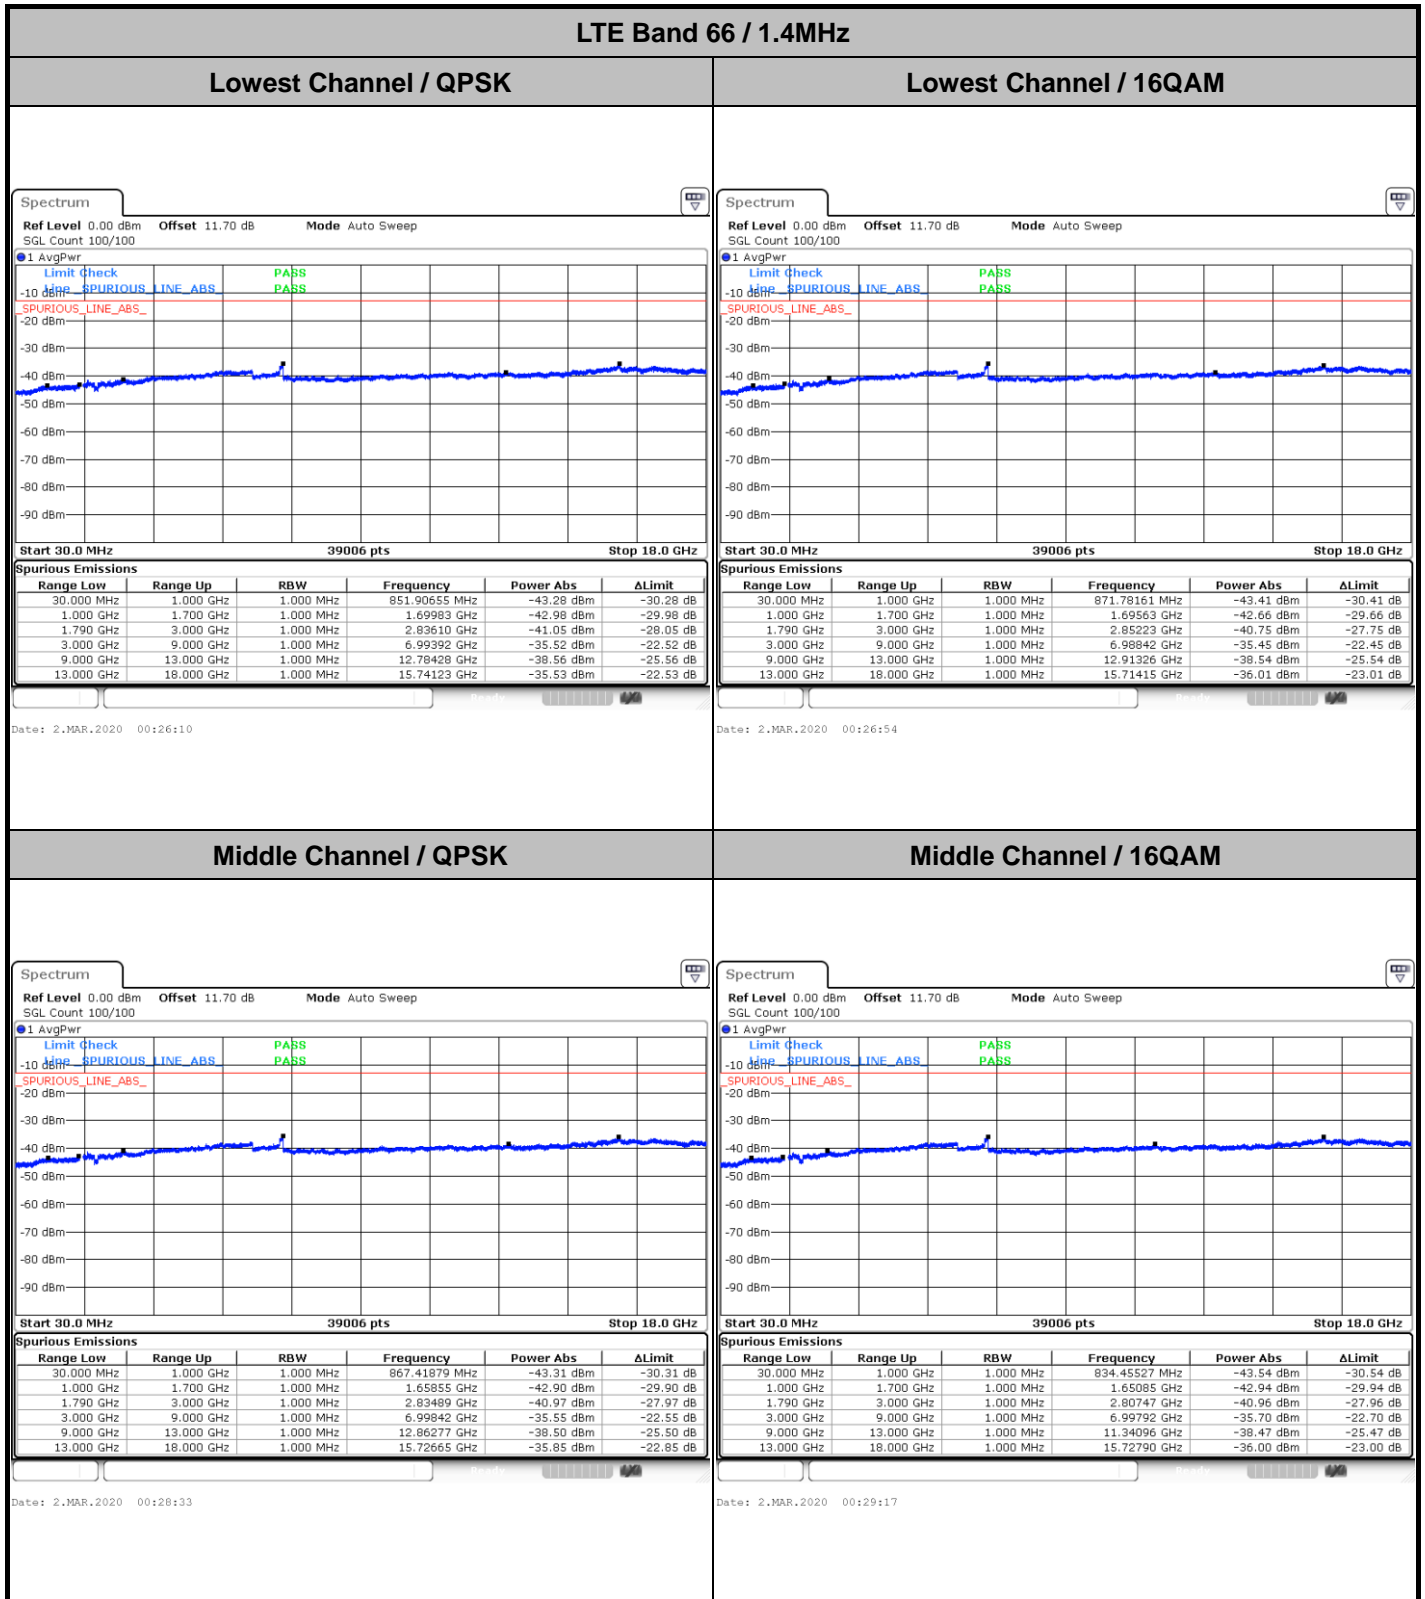 LTE Band 66 / 1.4MHz
Lowest Channel / QPSK
Lowest Channel / 16QAM
Spectrum
Ref Level 0.00 dBm Offset 11.70 dB Mode Auto Sweep
SGL Count 100/100
1 AvgPwr
Limit Check PASS
Line _SPURIOUS_LINE_ABS_ PASS
-10 dBm
_SPURIOUS_LINE_ABS_
-20 dBm
-30 dBm
-40 dBm
-50 dBm
-60 dBm
-70 dBm
-80 dBm
-90 dBm
Start 30.0 MHz 39006 pts Stop 18.0 GHz
Spurious Emissions
Range Low Range Up RBW Frequency Power Abs ΔLimit
30.000 MHz 1.000 GHz 1.000 MHz 851.90655 MHz -43.28 dBm -30.28 dB
1.000 GHz 1.700 GHz 1.000 MHz 1.69983 GHz -42.98 dBm -29.98 dB
1.790 GHz 3.000 GHz 1.000 MHz 2.83610 GHz -41.05 dBm -28.05 dB
3.000 GHz 9.000 GHz 1.000 MHz 6.99392 GHz -35.52 dBm -22.52 dB
9.000 GHz 13.000 GHz 1.000 MHz 12.78428 GHz -38.56 dBm -25.56 dB
13.000 GHz 18.000 GHz 1.000 MHz 15.74123 GHz -35.53 dBm -22.53 dB
Ready
Date: 2.MAR.2020 00:26:10
Spectrum
Ref Level 0.00 dBm Offset 11.70 dB Mode Auto Sweep
SGL Count 100/100
1 AvgPwr
Limit Check PASS
Line _SPURIOUS_LINE_ABS_ PASS
-10 dBm
_SPURIOUS_LINE_ABS_
-20 dBm
-30 dBm
-40 dBm
-50 dBm
-60 dBm
-70 dBm
-80 dBm
-90 dBm
Start 30.0 MHz 39006 pts Stop 18.0 GHz
Spurious Emissions
Range Low Range Up RBW Frequency Power Abs ΔLimit
30.000 MHz 1.000 GHz 1.000 MHz 871.78161 MHz -43.41 dBm -30.41 dB
1.000 GHz 1.700 GHz 1.000 MHz 1.69563 GHz -42.66 dBm -29.66 dB
1.790 GHz 3.000 GHz 1.000 MHz 2.85223 GHz -40.75 dBm -27.75 dB
3.000 GHz 9.000 GHz 1.000 MHz 6.98842 GHz -35.45 dBm -22.45 dB
9.000 GHz 13.000 GHz 1.000 MHz 12.91326 GHz -38.54 dBm -25.54 dB
13.000 GHz 18.000 GHz 1.000 MHz 15.71415 GHz -36.01 dBm -23.01 dB
Ready
Date: 2.MAR.2020 00:26:54
Middle Channel / QPSK
Middle Channel / 16QAM
Spectrum
Ref Level 0.00 dBm Offset 11.70 dB Mode Auto Sweep
SGL Count 100/100
1 AvgPwr
Limit Check PASS
Line _SPURIOUS_LINE_ABS_ PASS
-10 dBm
_SPURIOUS_LINE_ABS_
-20 dBm
-30 dBm
-40 dBm
-50 dBm
-60 dBm
-70 dBm
-80 dBm
-90 dBm
Start 30.0 MHz 39006 pts Stop 18.0 GHz
Spurious Emissions
Range Low Range Up RBW Frequency Power Abs ΔLimit
30.000 MHz 1.000 GHz 1.000 MHz 867.41879 MHz -43.31 dBm -30.31 dB
1.000 GHz 1.700 GHz 1.000 MHz 1.65855 GHz -42.90 dBm -29.90 dB
1.790 GHz 3.000 GHz 1.000 MHz 2.83489 GHz -40.97 dBm -27.97 dB
3.000 GHz 9.000 GHz 1.000 MHz 6.99842 GHz -35.55 dBm -22.55 dB
9.000 GHz 13.000 GHz 1.000 MHz 12.86277 GHz -38.50 dBm -25.50 dB
13.000 GHz 18.000 GHz 1.000 MHz 15.72665 GHz -35.85 dBm -22.85 dB
Ready
Date: 2.MAR.2020 00:28:33
Spectrum
Ref Level 0.00 dBm Offset 11.70 dB Mode Auto Sweep
SGL Count 100/100
1 AvgPwr
Limit Check PASS
Line _SPURIOUS_LINE_ABS_ PASS
-10 dBm
_SPURIOUS_LINE_ABS_
-20 dBm
-30 dBm
-40 dBm
-50 dBm
-60 dBm
-70 dBm
-80 dBm
-90 dBm
Start 30.0 MHz 39006 pts Stop 18.0 GHz
Spurious Emissions
Range Low Range Up RBW Frequency Power Abs ΔLimit
30.000 MHz 1.000 GHz 1.000 MHz 834.45527 MHz -43.54 dBm -30.54 dB
1.000 GHz 1.700 GHz 1.000 MHz 1.65085 GHz -42.94 dBm -29.94 dB
1.790 GHz 3.000 GHz 1.000 MHz 2.80747 GHz -40.96 dBm -27.96 dB
3.000 GHz 9.000 GHz 1.000 MHz 6.99792 GHz -35.70 dBm -22.70 dB
9.000 GHz 13.000 GHz 1.000 MHz 11.34096 GHz -38.47 dBm -25.47 dB
13.000 GHz 18.000 GHz 1.000 MHz 15.72790 GHz -36.00 dBm -23.00 dB
Ready
Date: 2.MAR.2020 00:29:17